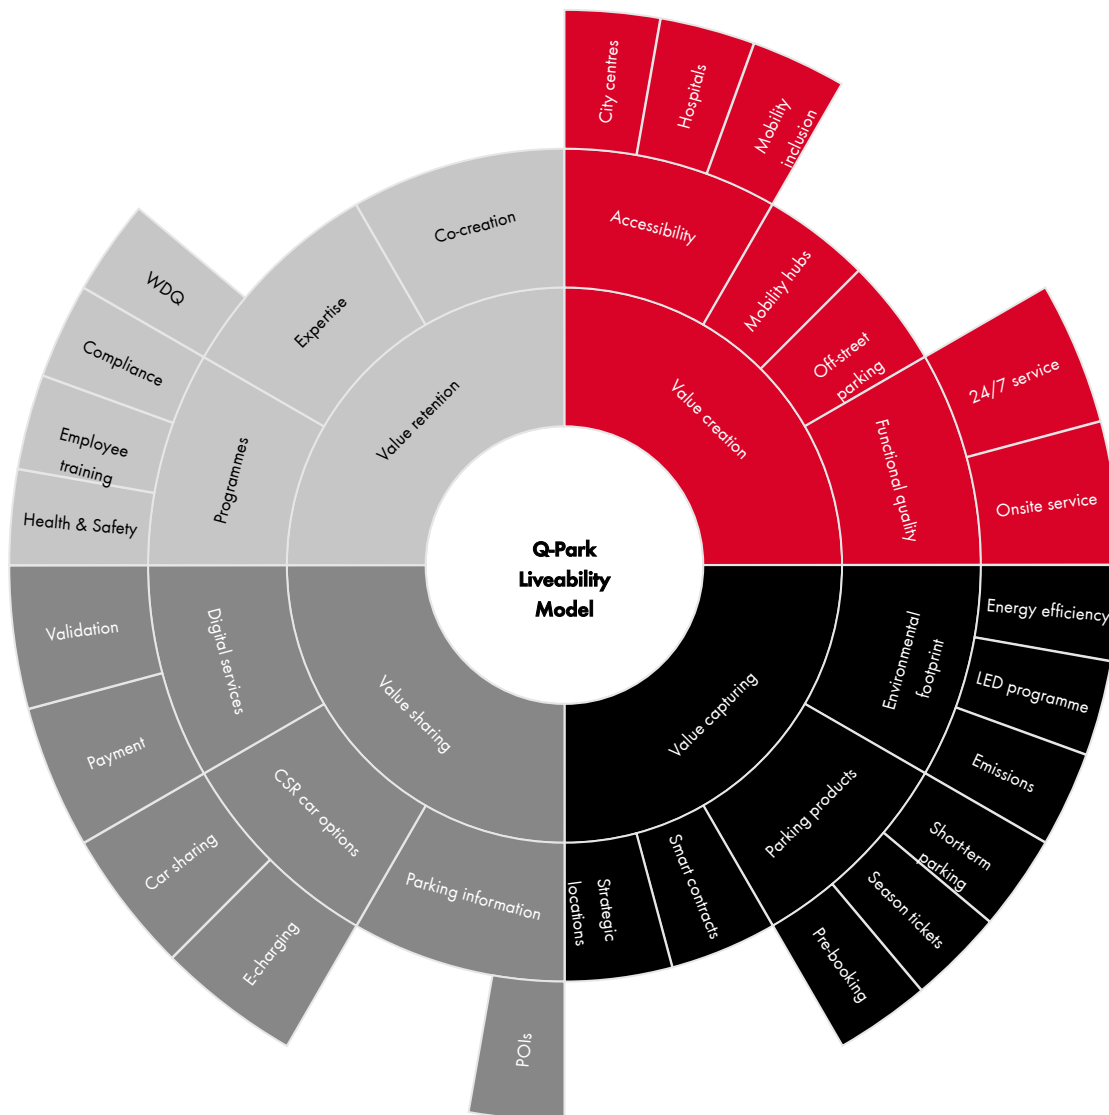 Q-Park
Liveability
Model
Value creation
Accessibility
City centres
Hospitals
Mobility
inclusion
Mobility hubs
Off-street
parking
Functional quality
24/7 service
Onsite service
Value capturing
Environmental
footprint
Energy efficiency
LED programme
Emissions
Parking products
Short-term
parking
Season tickets
Pre-booking
Smart contracts
Strategic
locations
Value sharing
Parking information
POIs
CSR car options
E-charging
Car sharing
Digital services
Payment
Validation
Value retention
Programmes
Health & Safety
Employee
training
Compliance
WDQ
Expertise
Co-creation